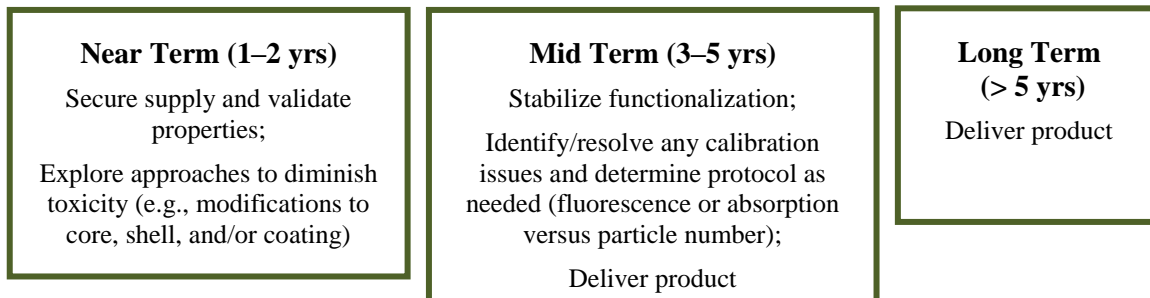 Near Term (1–2 yrs)
Secure supply and validate
properties;
Explore approaches to diminish
toxicity (e.g., modifications to
core, shell, and/or coating)
Mid Term (3–5 yrs)
Stabilize functionalization;
Identify/resolve any calibration
issues and determine protocol as
needed (fluorescence or absorption
versus particle number);
Deliver product
Long Term
(> 5 yrs)
Deliver product